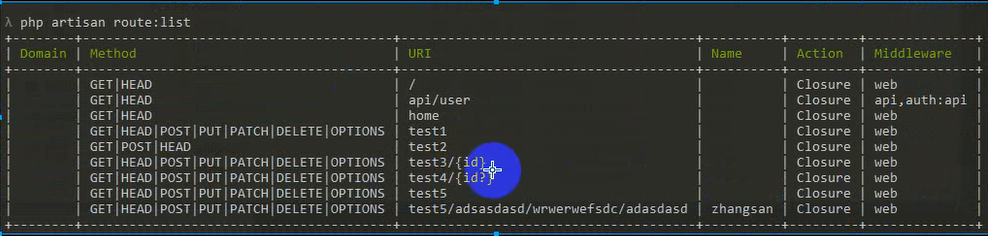 λ php artisan route:list
+--------+----------------------------------------+--------------------------------------+----------+---------+--------------+
| Domain | Method | URI | Name | Action | Middleware |
+--------+----------------------------------------+--------------------------------------+----------+---------+--------------+
| | GET|HEAD | / | | Closure | web |
| | GET|HEAD | api/user | | Closure | api,auth:api |
| | GET|HEAD | home | | Closure | web |
| | GET|HEAD|POST|PUT|PATCH|DELETE|OPTIONS | test1 | | Closure | web |
| | GET|POST|HEAD | test2 | | Closure | web |
| | GET|HEAD|POST|PUT|PATCH|DELETE|OPTIONS | test3/{id} | | Closure | web |
| | GET|HEAD|POST|PUT|PATCH|DELETE|OPTIONS | test4/{id?} | | Closure | web |
| | GET|HEAD|POST|PUT|PATCH|DELETE|OPTIONS | test5 | | Closure | web |
| | GET|HEAD|POST|PUT|PATCH|DELETE|OPTIONS | test5/adsasdasd/wrwerwefsdc/adasdasd | zhangsan | Closure | web |
+--------+----------------------------------------+--------------------------------------+----------+---------+--------------+